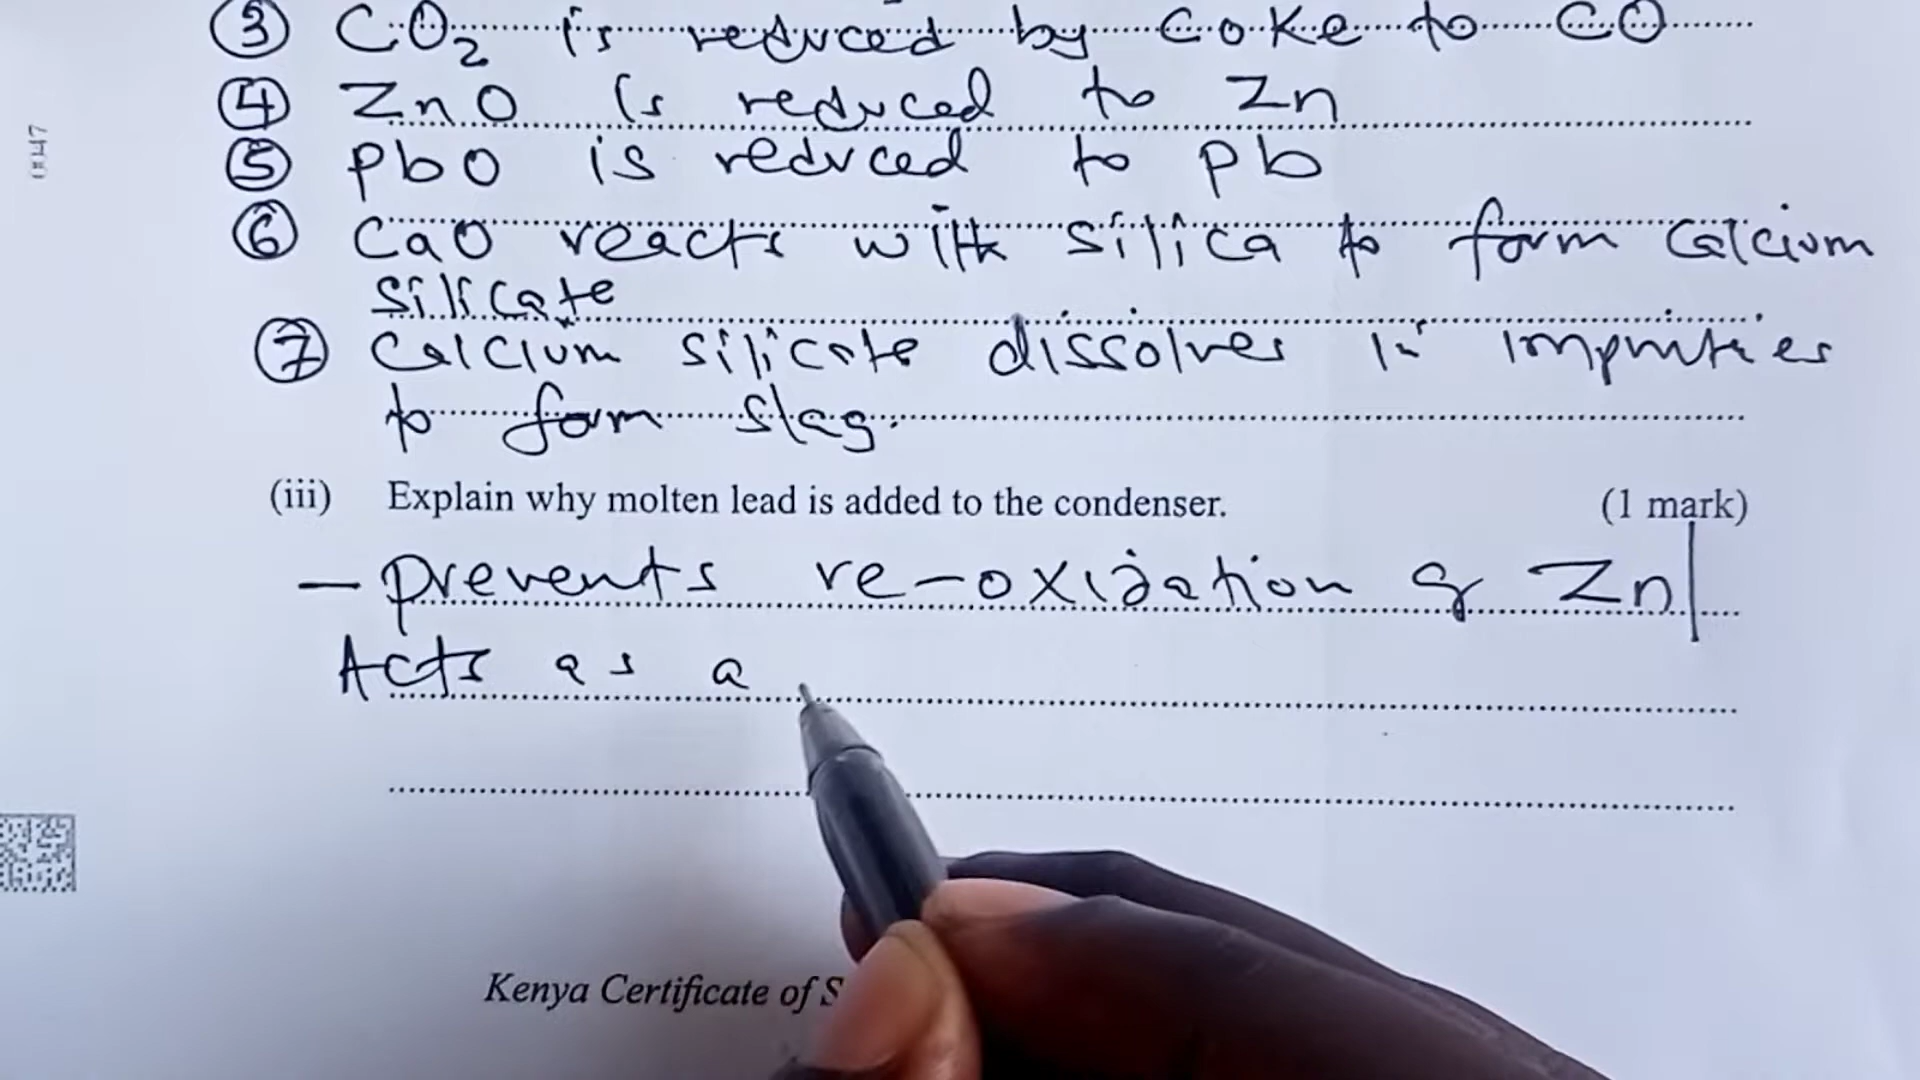 ③ CO₂ is reduced by coke to CO
④ ZnO is reduced to Zn
⑤ PbO is reduced to Pb
⑥ CaO reacts with silica to form calcium
silicate
⑦ Calcium silicate dissolves in impurities
to form slag.
(iii) Explain why molten lead is added to the condenser. (1 mark)
– prevents re-oxidation of Zn|
Acts as a
Kenya Certificate of S